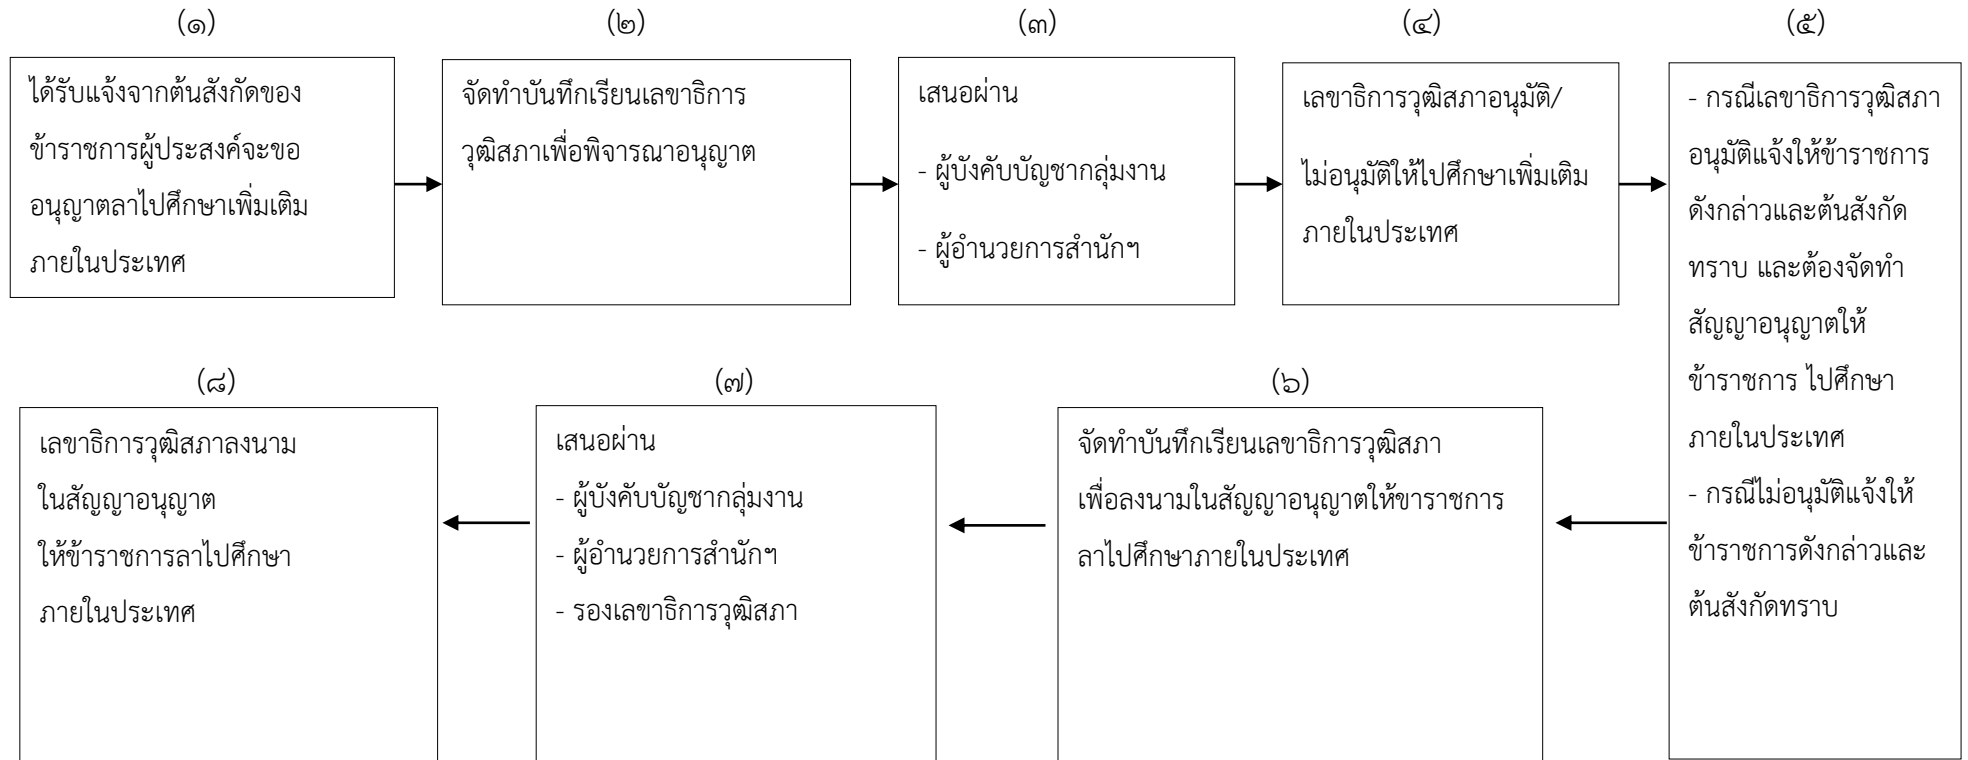 (๑)
ได้รับแจ้งจากต้นสังกัดของ
ข้าราชการผู้ประสงค์จะขอ
อนุญาตลาไปศึกษาเพิ่มเติม
ภายในประเทศ
(๒)
จัดทำบันทึกเรียนเลขาธิการ
วุฒิสภาเพื่อพิจารณาอนุญาต
(๓)
เสนอผ่าน
- ผู้บังคับบัญชากลุ่มงาน
- ผู้อำนวยการสำนักฯ
(๔)
เลขาธิการวุฒิสภาอนุมัติ/
ไม่อนุมัติให้ไปศึกษาเพิ่มเติม
ภายในประเทศ
(๕)
- กรณีเลขาธิการวุฒิสภา
อนุมัติแจ้งให้ข้าราชการ
ดังกล่าวและต้นสังกัด
ทราบ และต้องจัดทำ
สัญญาอนุญาตให้
ข้าราชการ ไปศึกษา
ภายในประเทศ
- กรณีไม่อนุมัติแจ้งให้
ข้าราชการดังกล่าวและ
ต้นสังกัดทราบ
(๖)
จัดทำบันทึกเรียนเลขาธิการวุฒิสภา
เพื่อลงนามในสัญญาอนุญาตให้ขาราชการ
ลาไปศึกษาภายในประเทศ
(๗)
เสนอผ่าน
- ผู้บังคับบัญชากลุ่มงาน
- ผู้อำนวยการสำนักฯ
- รองเลขาธิการวุฒิสภา
(๘)
เลขาธิการวุฒิสภาลงนาม
ในสัญญาอนุญาต
ให้ข้าราชการลาไปศึกษา
ภายในประเทศ